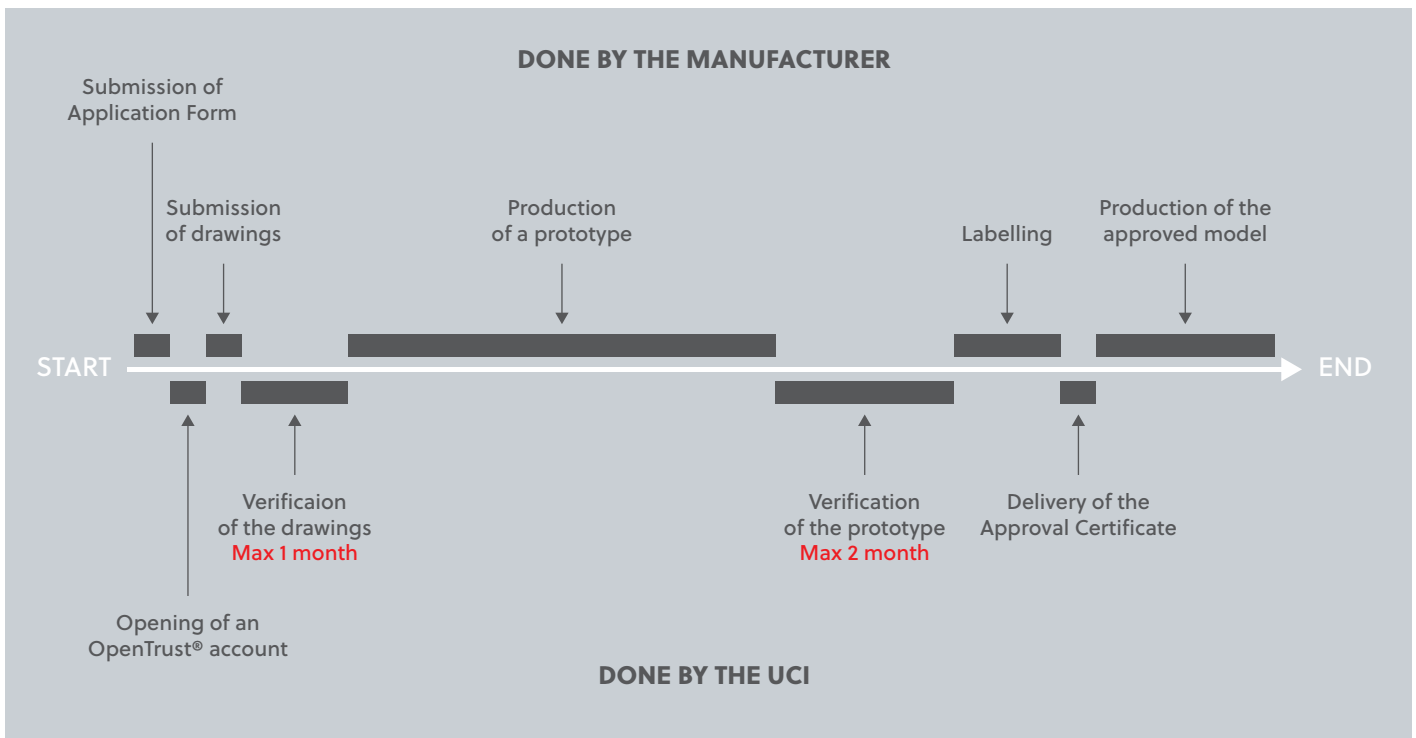 DONE BY THE MANUFACTURER
Submission of
Application Form
Submission
of drawings
Production
of a prototype
Labelling
Production of the
approved model
START
END
Verificaion
of the drawings
Max 1 month
Verification
of the prototype
Max 2 month
Delivery of the
Approval Certificate
Opening of an
OpenTrust® account
DONE BY THE UCI